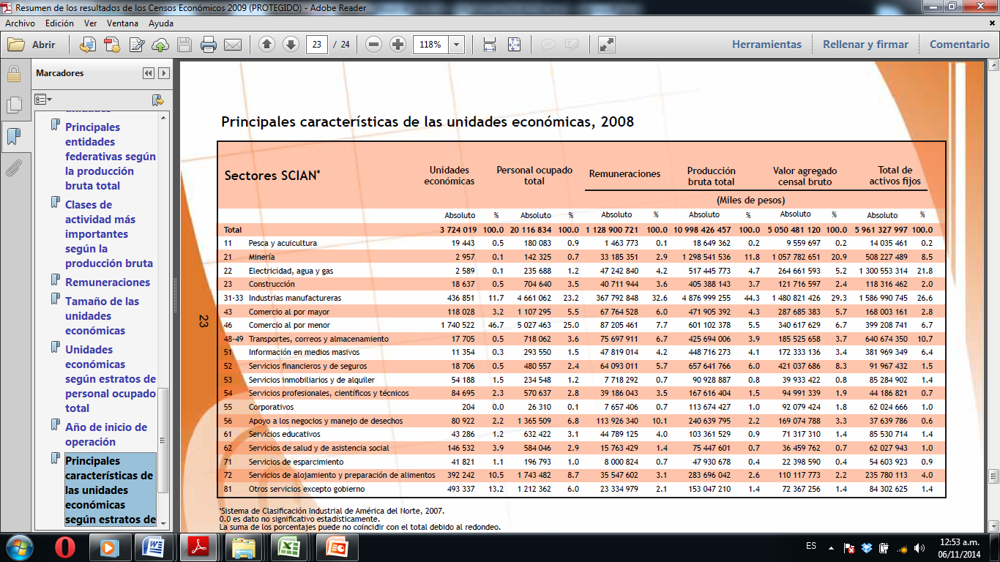 Resumen de los resultados de los Censos Económicos 2009 (PROTEGIDO) - Adobe Reader
Archivo Edición Ver Ventana Ayuda
Abrir 23 / 24 118% Herramientas Rellenar y firmar Comentario
Marcadores
Principales
entidades
federativas según
la producción
bruta total
Clases de
actividad más
importantes
según la
producción bruta
Remuneraciones
Tamaño de las
unidades
económicas
Unidades
económicas
según estratos de
personal ocupado
total
Año de inicio de
operación
Principales
características de
las unidades
económicas
según estratos de
23
Principales características de las unidades económicas, 2008
Sectores SCIAN*
Unidades económicas
Personal ocupado total
Remuneraciones
Producción bruta total
Valor agregado censal bruto
Total de activos fijos
(Miles de pesos)
Absoluto % Absoluto % Absoluto % Absoluto % Absoluto % Absoluto %
Total 3 724 019 100.0 20 116 834 100.0 1 128 900 721 100.0 10 998 426 457 100.0 5 050 481 120 100.0 5 961 327 997 100.0
11 Pesca y acuicultura 19 443 0.5 180 083 0.9 1 463 773 0.1 18 649 362 0.2 9 559 697 0.2 14 035 461 0.2
21 Minería 2 957 0.1 142 325 0.7 33 185 351 2.9 1 298 541 536 11.8 1 057 782 651 20.9 508 227 489 8.5
22 Electricidad, agua y gas 2 589 0.1 235 688 1.2 47 242 840 4.2 517 445 773 4.7 264 661 593 5.2 1 300 553 314 21.8
23 Construcción 18 637 0.5 704 640 3.5 40 711 944 3.6 405 388 143 3.7 121 716 597 2.4 118 316 462 2.0
31-33 Industrias manufactureras 436 851 11.7 4 661 062 23.2 367 792 848 32.6 4 876 999 255 44.3 1 480 821 426 29.3 1 586 990 745 26.6
43 Comercio al por mayor 118 028 3.2 1 107 295 5.5 67 764 528 6.0 471 905 392 4.3 287 685 383 5.7 168 003 161 2.8
46 Comercio al por menor 1 740 522 46.7 5 027 463 25.0 87 205 461 7.7 601 102 378 5.5 340 617 629 6.7 399 208 741 6.7
48-49 Transportes, correos y almacenamiento 17 705 0.5 718 062 3.6 75 697 911 6.7 425 694 006 3.9 185 525 658 3.7 640 674 350 10.7
51 Información en medios masivos 11 354 0.3 293 550 1.5 47 819 014 4.2 448 716 273 4.1 172 333 136 3.4 381 969 349 6.4
52 Servicios financieros y de seguros 18 706 0.5 480 557 2.4 64 093 011 5.7 657 641 766 6.0 421 037 686 8.3 91 967 432 1.5
53 Servicios inmobiliarios y de alquiler 54 188 1.5 234 548 1.2 7 718 292 0.7 90 928 887 0.8 39 933 422 0.8 85 284 902 1.4
54 Servicios profesionales, científicos y técnicos 84 695 2.3 570 637 2.8 39 186 043 3.5 167 616 404 1.5 94 991 339 1.9 44 186 821 0.7
55 Corporativos 204 0.0 26 310 0.1 7 657 406 0.7 113 674 427 1.0 92 079 424 1.8 62 024 666 1.0
56 Apoyo a los negocios y manejo de desechos 80 922 2.2 1 365 509 6.8 113 926 340 10.1 240 639 795 2.2 169 074 788 3.3 37 639 786 0.6
61 Servicios educativos 43 286 1.2 632 422 3.1 44 789 125 4.0 103 361 529 0.9 71 317 310 1.4 85 530 714 1.4
62 Servicios de salud y de asistencia social 146 532 3.9 584 046 2.9 15 763 429 1.4 75 447 601 0.7 36 459 762 0.7 62 027 943 1.0
71 Servicios de esparcimiento 41 821 1.1 196 793 1.0 8 000 824 0.7 47 930 678 0.4 22 398 590 0.4 54 603 923 0.9
72 Servicios de alojamiento y preparación de alimentos 392 242 10.5 1 743 482 8.7 35 547 602 3.1 283 696 042 2.6 110 117 773 2.2 235 780 113 4.0
81 Otros servicios excepto gobierno 493 337 13.2 1 212 362 6.0 23 334 979 2.1 153 047 210 1.4 72 367 256 1.4 84 302 625 1.4
*Sistema de Clasificación Industrial de América del Norte, 2007.
0.0 es dato no significativo estadísticamente.
La suma de los porcentajes puede no coincidir con el total debido al redondeo.
ES 12:53 a.m.
06/11/2014